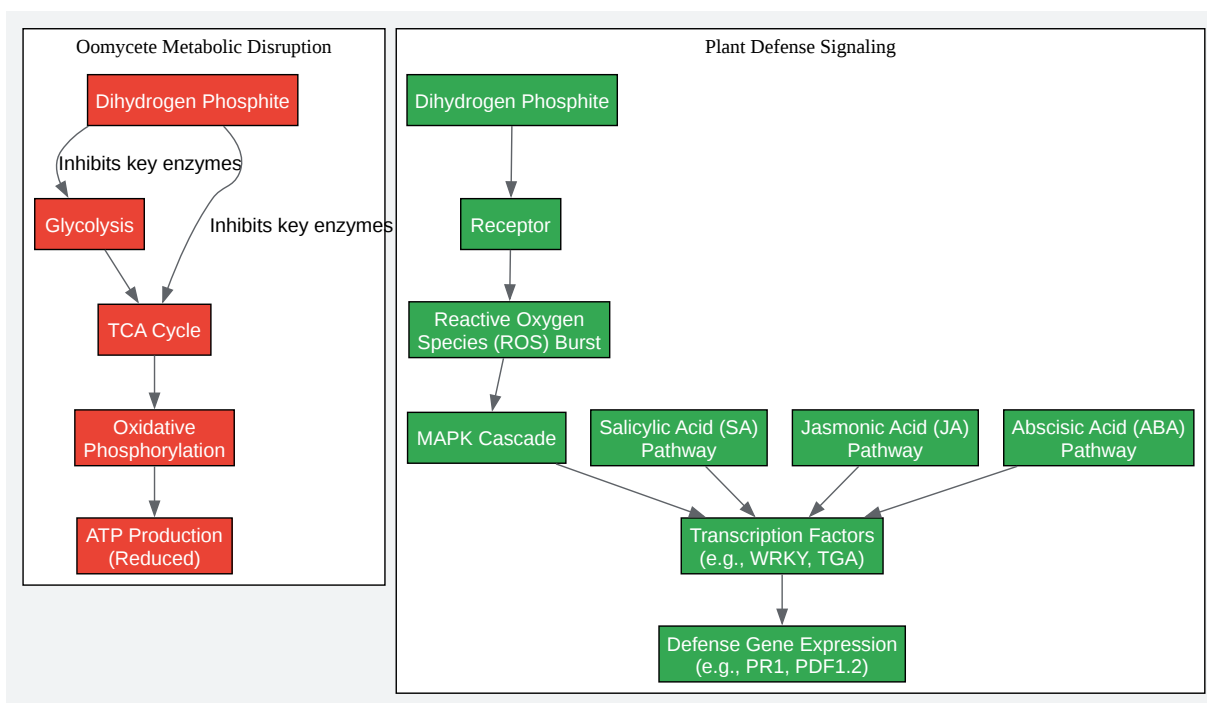 Oomycete Metabolic Disruption
Dihydrogen Phosphite
Inhibits key enzymes
Glycolysis
Inhibits key enzymes
TCA Cycle
Oxidative
Phosphorylation
ATP Production
(Reduced)
Plant Defense Signaling
Dihydrogen Phosphite
Receptor
Reactive Oxygen
Species (ROS) Burst
MAPK Cascade
Salicylic Acid (SA)
Pathway
Jasmonic Acid (JA)
Pathway
Abscisic Acid (ABA)
Pathway
Transcription Factors
(e.g., WRKY, TGA)
Defense Gene Expression
(e.g., PR1, PDF1.2)